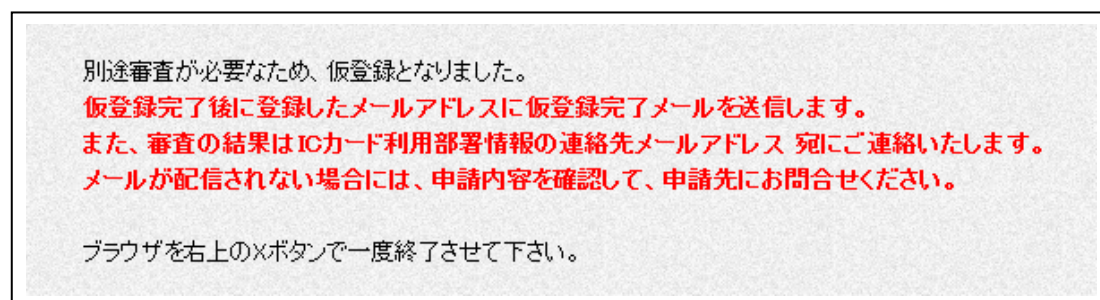 別途審査が必要なため、仮登録となりました。
仮登録完了後に登録したメールアドレスに仮登録完了メールを送信します。
また、審査の結果はICカード利用部署情報の連絡先メールアドレス 宛にご連絡いたします。
メールが配信されない場合には、申請内容を確認して、申請先にお問合せください。
ブラウザを右上の×ボタンで一度終了させて下さい。